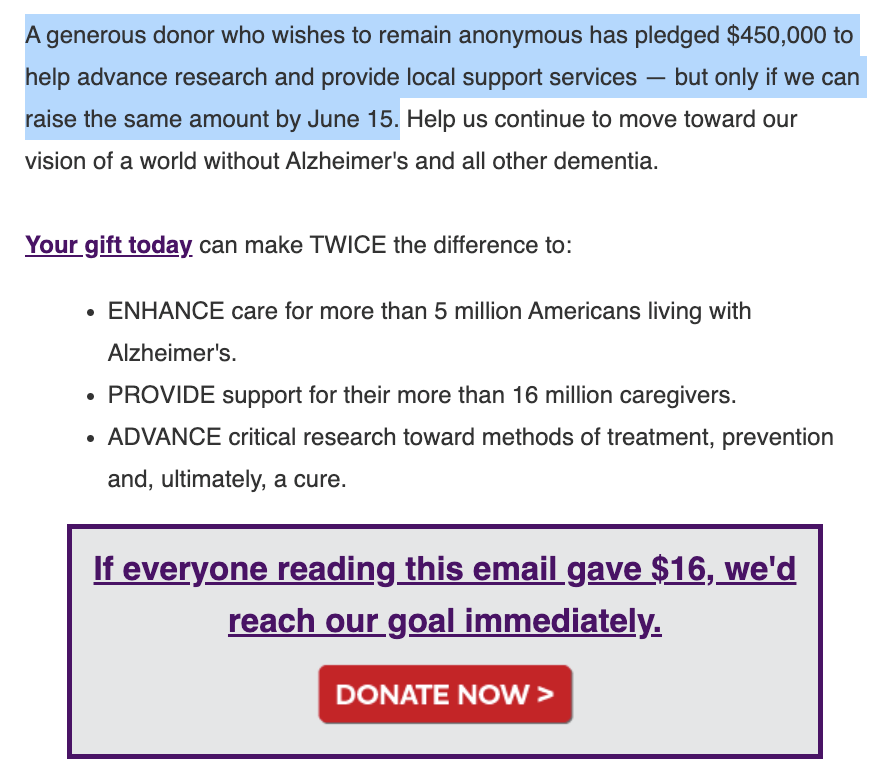 A generous donor who wishes to remain anonymous has pledged $450,000 to
help advance research and provide local support services — but only if we can
raise the same amount by June 15. Help us continue to move toward our
vision of a world without Alzheimer's and all other dementia.
Your gift today can make TWICE the difference to:
• ENHANCE care for more than 5 million Americans living with
Alzheimer's.
• PROVIDE support for their more than 16 million caregivers.
• ADVANCE critical research toward methods of treatment, prevention
and, ultimately, a cure.
If everyone reading this email gave $16, we'd
reach our goal immediately.
DONATE NOW >